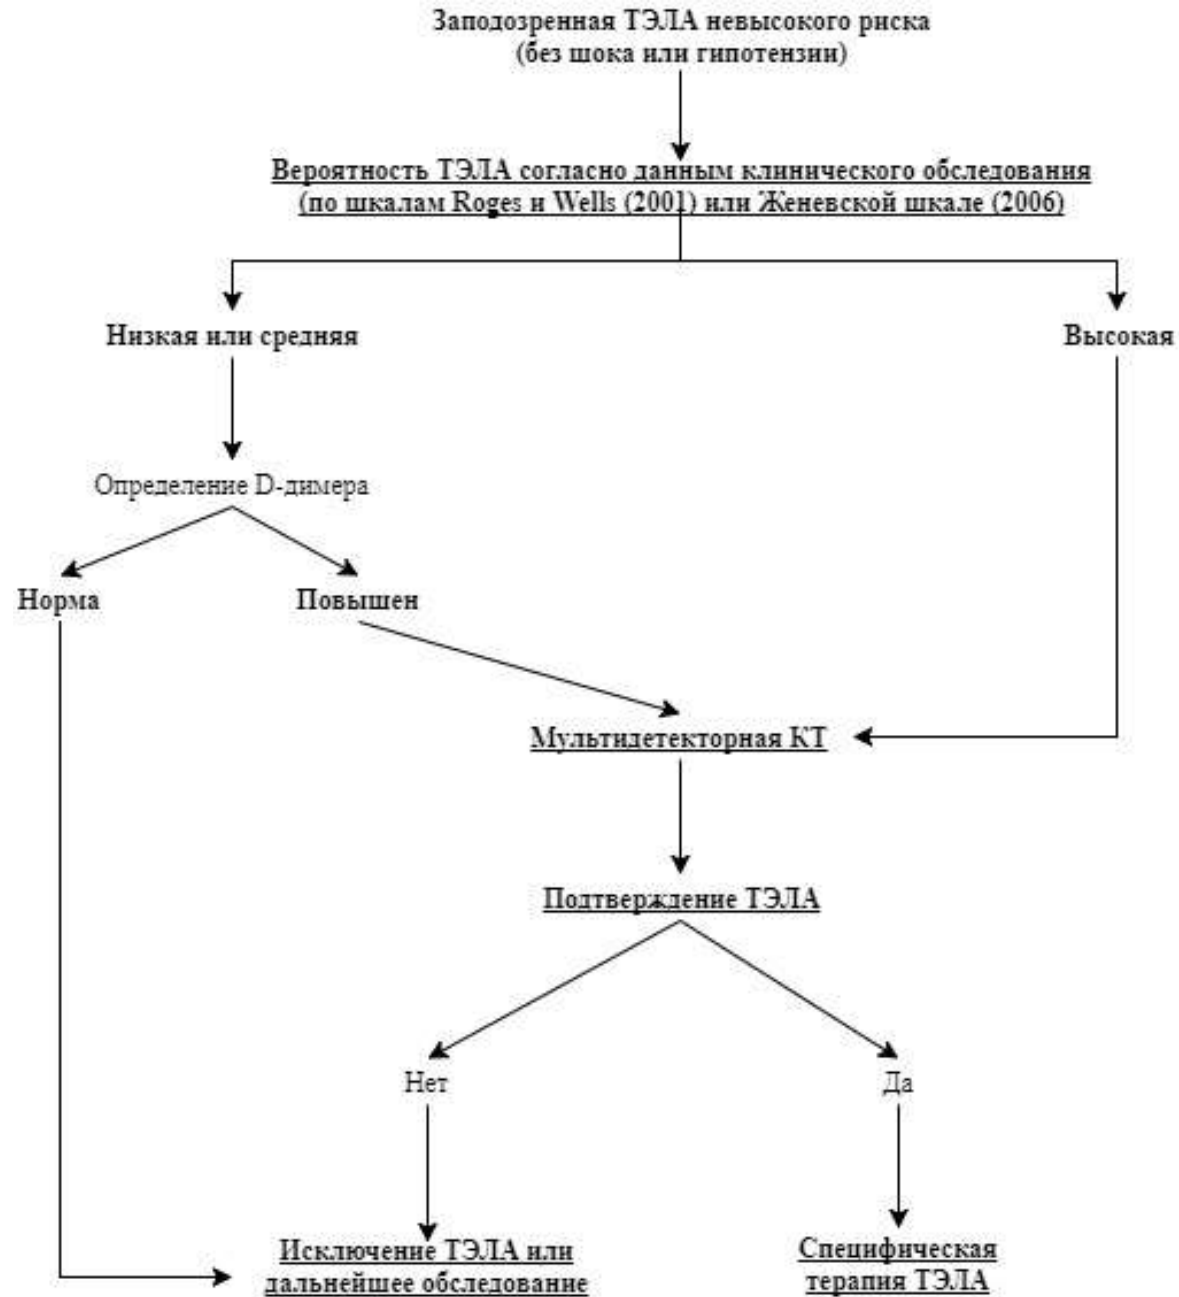 Заподозренная ТЭЛА невысокого риска
(без шока или гипотензии)
Вероятность ТЭЛА согласно данным клинического обследования
(по шкалам Roges и Wells (2001) или Женевской шкале (2006)
Низкая или средняя
Высокая
Определение D-димера
Норма
Повышен
Мультидетекторная КТ
Подтверждение ТЭЛА
Нет
Да
Исключение ТЭЛА или
дальнейшее обследование
Специфическая
терапия ТЭЛА